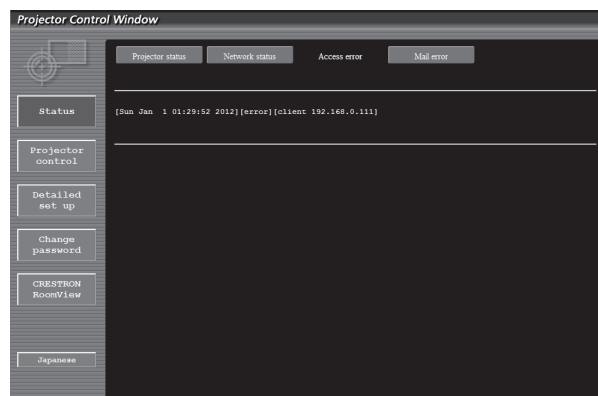 Projector Control Window
Projector status Network status Access error Mail error
Status
[Sun Jan  1 01:29:52 2012][error][client 192.168.0.111]
Projector
control
Detailed
set up
Change
password
CRESTRON
RoomView
Japanese